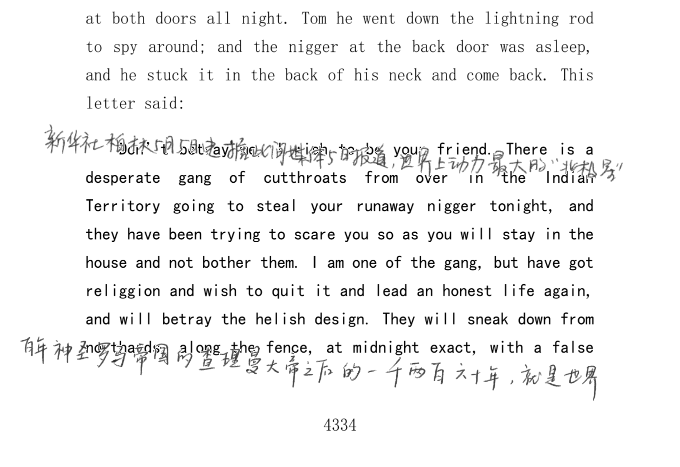 at both doors all night. Tom he went down the lightning rod
to spy around; and the nigger at the back door was asleep,
and he stuck it in the back of his neck and come back. This
letter said:
新华社柏林5月5日电据此间媒体5日报道,世界上动力最大的"北极号"
Don't betray me, I wish to be your friend. There is a
desperate gang of cutthroats from over in the Indian
Territory going to steal your runaway nigger tonight, and
they have been trying to scare you so as you will stay in the
house and not bother them. I am one of the gang, but have got
religgion and wish to quit it and lead an honest life again,
and will betray the helish design. They will sneak down from
northards, along the fence, at midnight exact, with a false
百年神圣罗马帝国的查理曼大帝之后的一千两百六十年,就是世界
4334